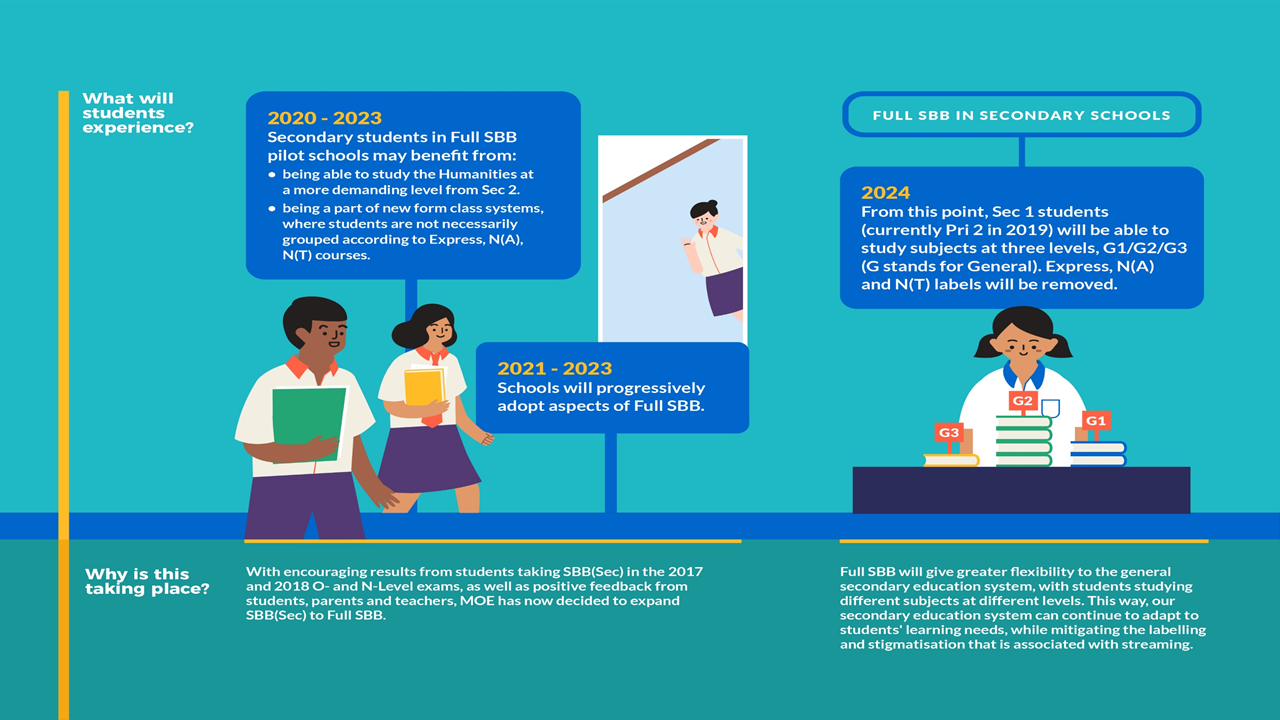 What will
students
experience?
2020 - 2023
Secondary students in Full SBB
pilot schools may benefit from:
• being able to study the Humanities at
a more demanding level from Sec 2.
• being a part of new form class systems,
where students are not necessarily
grouped according to Express, N(A),
N(T) courses.
2021 - 2023
Schools will progressively
adopt aspects of Full SBB.
FULL SBB IN SECONDARY SCHOOLS
2024
From this point, Sec 1 students
(currently Pri 2 in 2019) will be able to
study subjects at three levels, G1/G2/G3
(G stands for General). Express, N(A)
and N(T) labels will be removed.
G3
G2
G1
Why is this
taking place?
With encouraging results from students taking SBB(Sec) in the 2017
and 2018 O- and N-Level exams, as well as positive feedback from
students, parents and teachers, MOE has now decided to expand
SBB(Sec) to Full SBB.
Full SBB will give greater flexibility to the general
secondary education system, with students studying
different subjects at different levels. This way, our
secondary education system can continue to adapt to
students' learning needs, while mitigating the labelling
and stigmatisation that is associated with streaming.